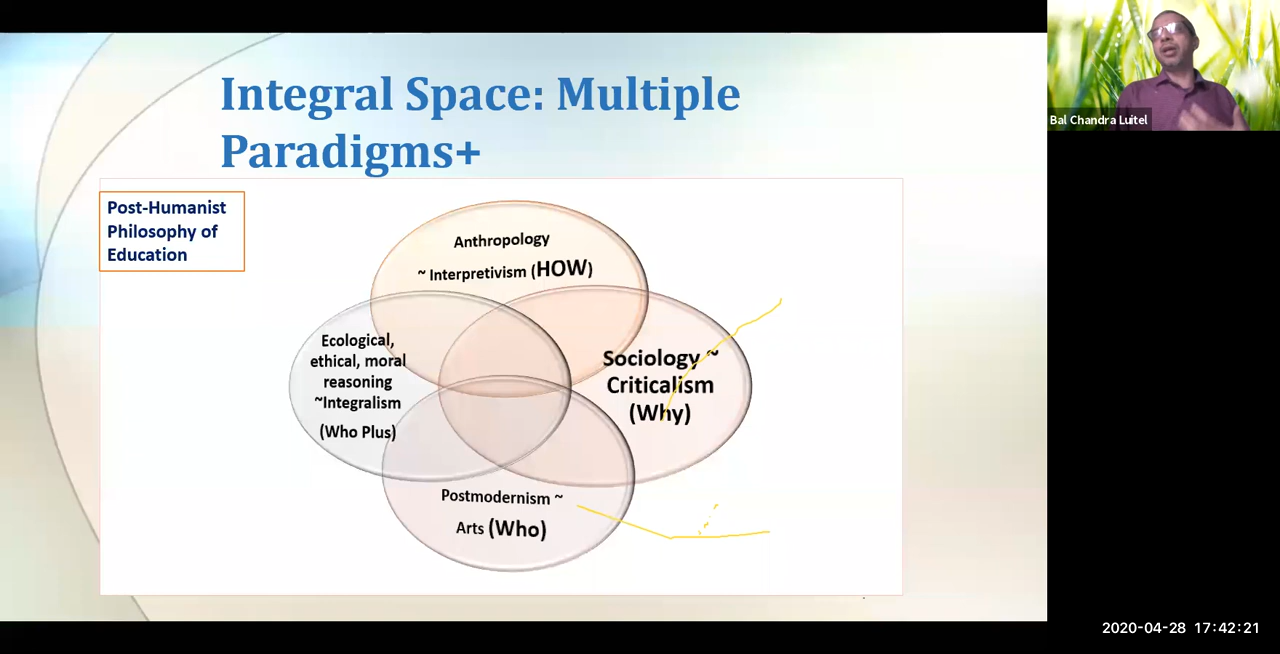 Integral Space: Multiple
Paradigms+
Post-Humanist
Philosophy of
Education
Anthropology
~ Interpretivism (HOW)
Ecological,
ethical, moral
reasoning
~Integralism
(Who Plus)
Sociology ~
Criticalism
(Why)
Postmodernism ~
Arts (Who)
Bal Chandra Luitel
2020-04-28 17:42:21